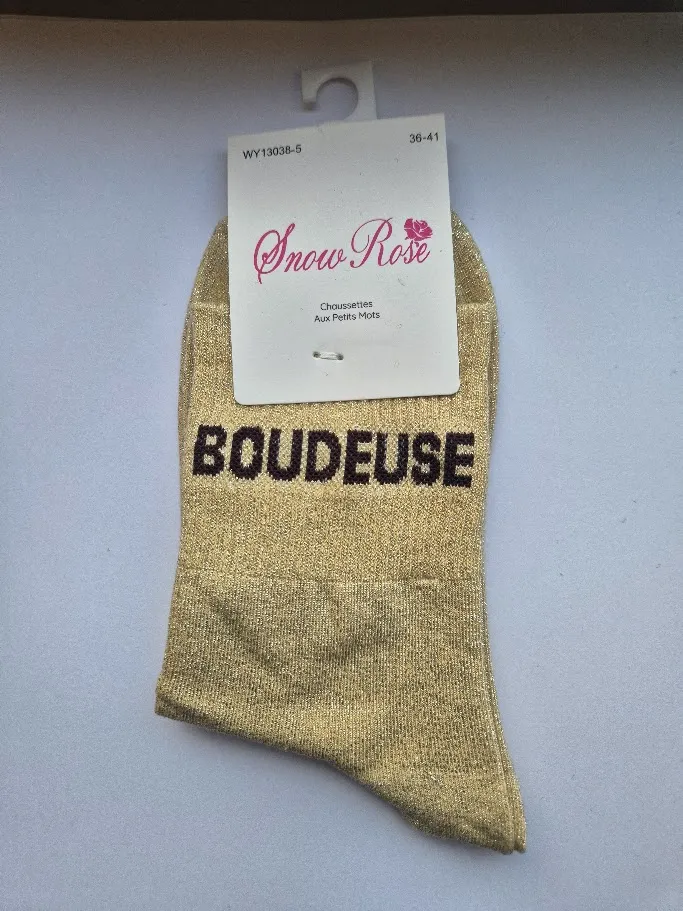 WY13038-5
36-41
Snow Rose
Chaussettes
Aux Petits Mots
BOUDEUSE